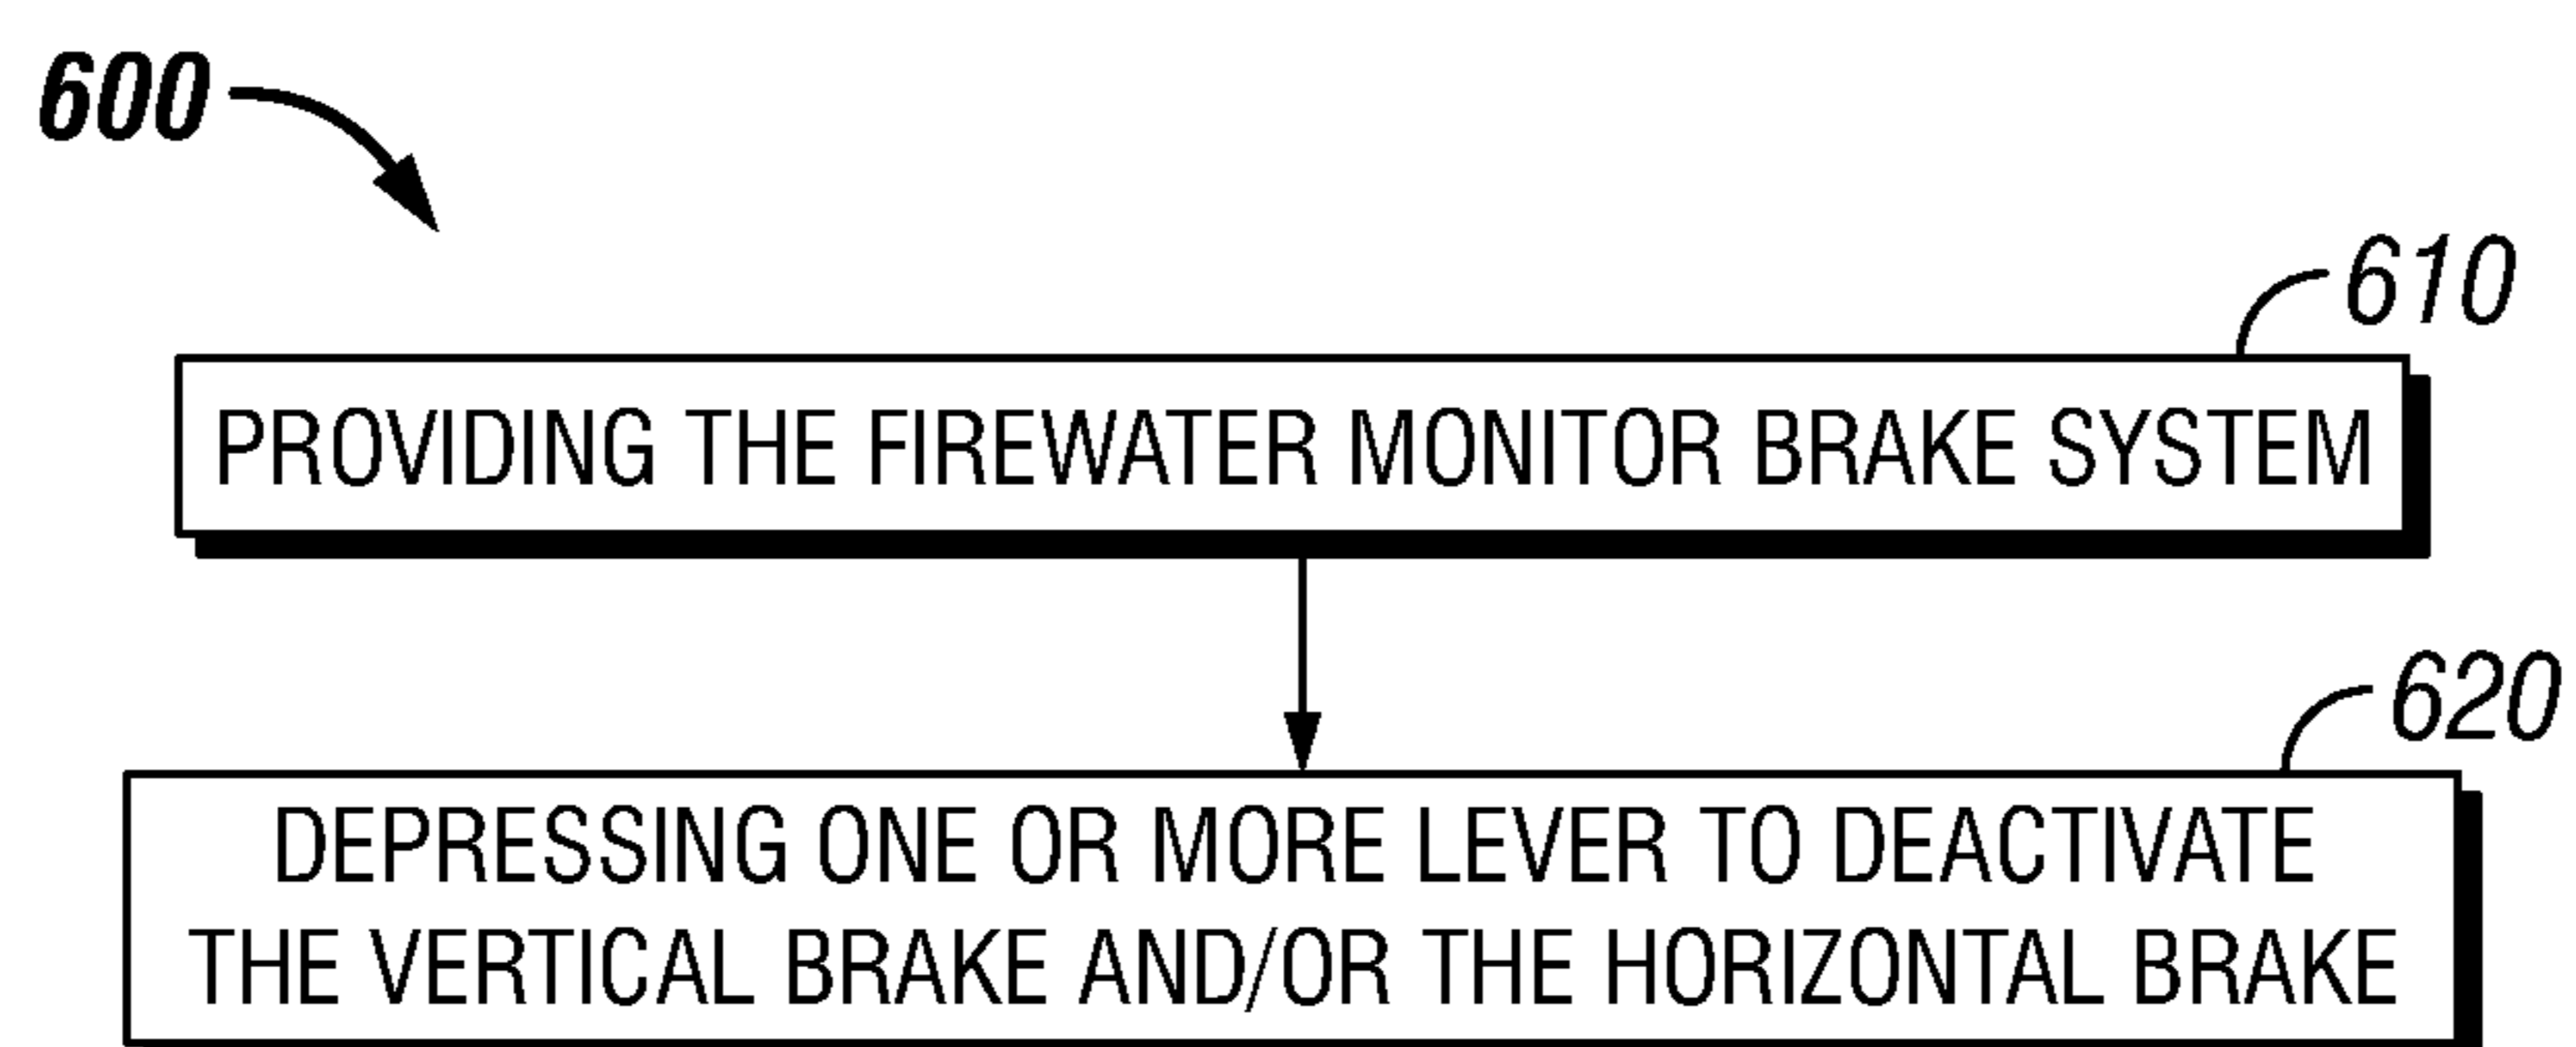 600
610
PROVIDING THE FIREWATER MONITOR BRAKE SYSTEM
620
DEPRESSING ONE OR MORE LEVER TO DEACTIVATE
THE VERTICAL BRAKE AND/OR THE HORIZONTAL BRAKE